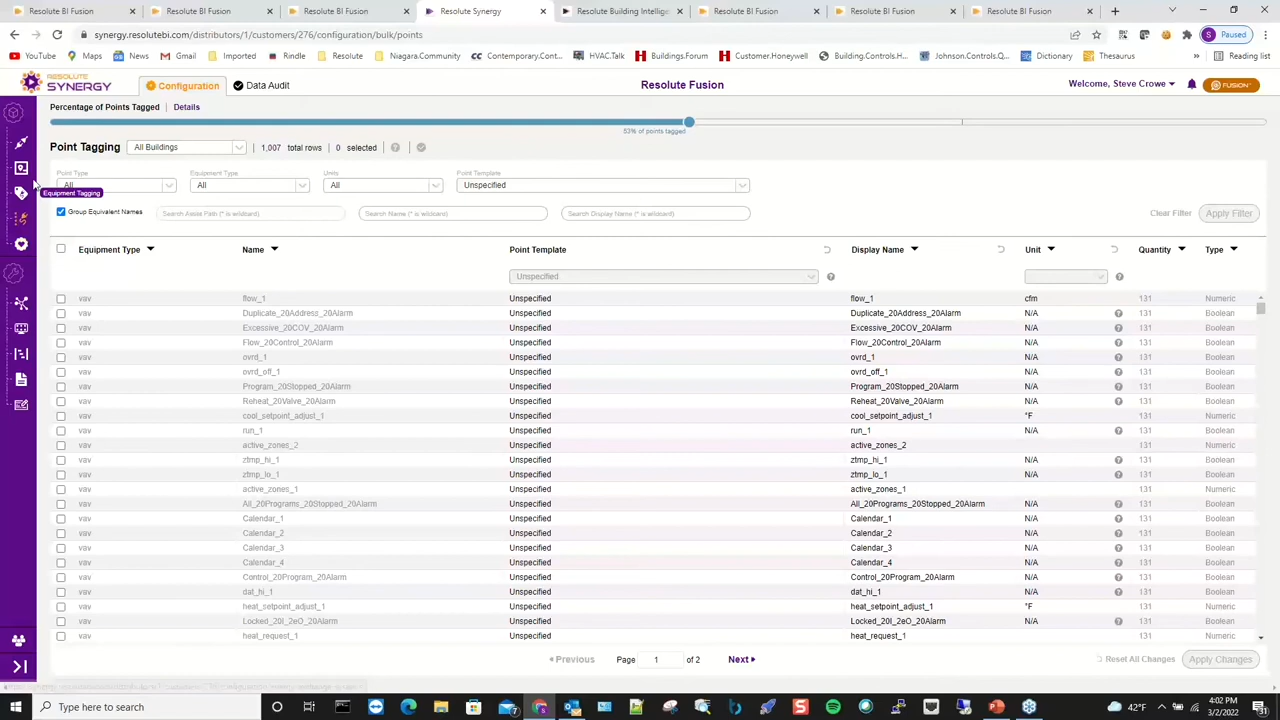 Resolute BI Fusion × Resolute BI Fusion × Resolute BI Fusion × Resolute Synergy × Resolute Building Intellige × Resolute BI Fusion × Resolute BI Fusion × Resolute BI Fusion ×
synergy.resolutebi.com/distributors/1/customers/276/configuration/bulk/points S Paused
YouTube Maps News Gmail Imported Rindle Resolute Niagara.Community Contemporary.Cont... HVAC.Talk Buildings.Forum Customer.Honeywell Building.Controls.H... Johnson.Controls.Q... Dictionary Thesaurus » Reading list
RESOLUTE SYNERGY Configuration Data Audit Resolute Fusion Welcome, Steve Crowe FUSION
Percentage of Points Tagged Details
53% of points tagged
Point Tagging All Buildings 1,007 total rows 0 selected
Point Type Equipment Type Units Point Template
All All All Unspecified
Equipment Tagging
Group Equivalent Names Search Assite Path (* is wildcard) Search Name (* is wildcard) Search Display Name (* is wildcard) Clear Filter Apply Filter
Equipment Type Name Point Template Display Name Unit Quantity Type
Unspecified
vav flow_1 Unspecified flow_1 cfm 131 Numeric
vav Duplicate_20Address_20Alarm Unspecified Duplicate_20Address_20Alarm N/A 131 Boolean
vav Excessive_20COV_20Alarm Unspecified Excessive_20COV_20Alarm N/A 131 Boolean
vav Flow_20Control_20Alarm Unspecified Flow_20Control_20Alarm N/A 131 Boolean
vav ovrd_1 Unspecified ovrd_1 N/A 131 Boolean
vav ovrd_off_1 Unspecified ovrd_off_1 N/A 131 Boolean
vav Program_20Stopped_20Alarm Unspecified Program_20Stopped_20Alarm N/A 131 Boolean
vav Reheat_20Valve_20Alarm Unspecified Reheat_20Valve_20Alarm N/A 131 Boolean
vav cool_setpoint_adjust_1 Unspecified cool_setpoint_adjust_1 °F 131 Numeric
vav run_1 Unspecified run_1 N/A 131 Boolean
vav active_zones_2 Unspecified active_zones_2 131 Numeric
vav ztmp_hi_1 Unspecified ztmp_hi_1 N/A 131 Boolean
vav ztmp_lo_1 Unspecified ztmp_lo_1 N/A 131 Boolean
vav active_zones_1 Unspecified active_zones_1 131 Numeric
vav All_20Programs_20Stopped_20Alarm Unspecified All_20Programs_20Stopped_20Alarm N/A 131 Boolean
vav Calendar_1 Unspecified Calendar_1 N/A 131 Boolean
vav Calendar_2 Unspecified Calendar_2 N/A 131 Boolean
vav Calendar_3 Unspecified Calendar_3 N/A 131 Boolean
vav Calendar_4 Unspecified Calendar_4 N/A 131 Boolean
vav Control_20Program_20Alarm Unspecified Control_20Program_20Alarm N/A 131 Boolean
vav dat_hi_1 Unspecified dat_hi_1 N/A 131 Boolean
vav heat_setpoint_adjust_1 Unspecified heat_setpoint_adjust_1 °F 131 Numeric
vav Locked_20I_2eO_20Alarm Unspecified Locked_20I_2eO_20Alarm N/A 131 Boolean
vav heat_request_1 Unspecified heat_request_1 131 Numeric
Previous Page 1 of 2 Next Reset All Changes Apply Changes
Type here to search 42°F 4:02 PM
3/2/2022